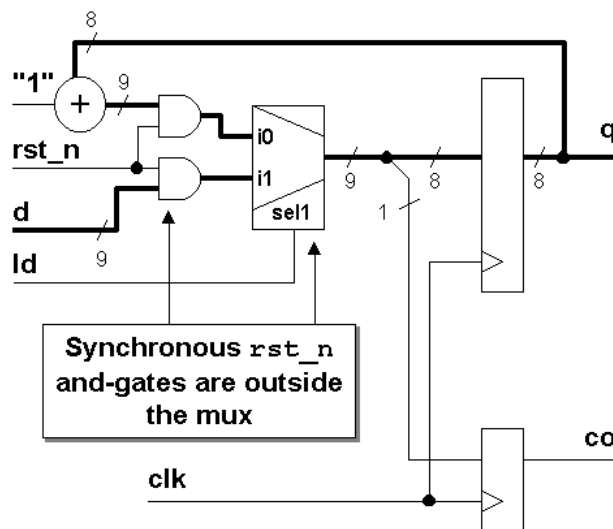 8
"1"
9
+
rst_n
i0
q
i1
9
8
8
d
sel1
1
9
ld
Synchronous rst_n
and-gates are outside
the mux
co
clk